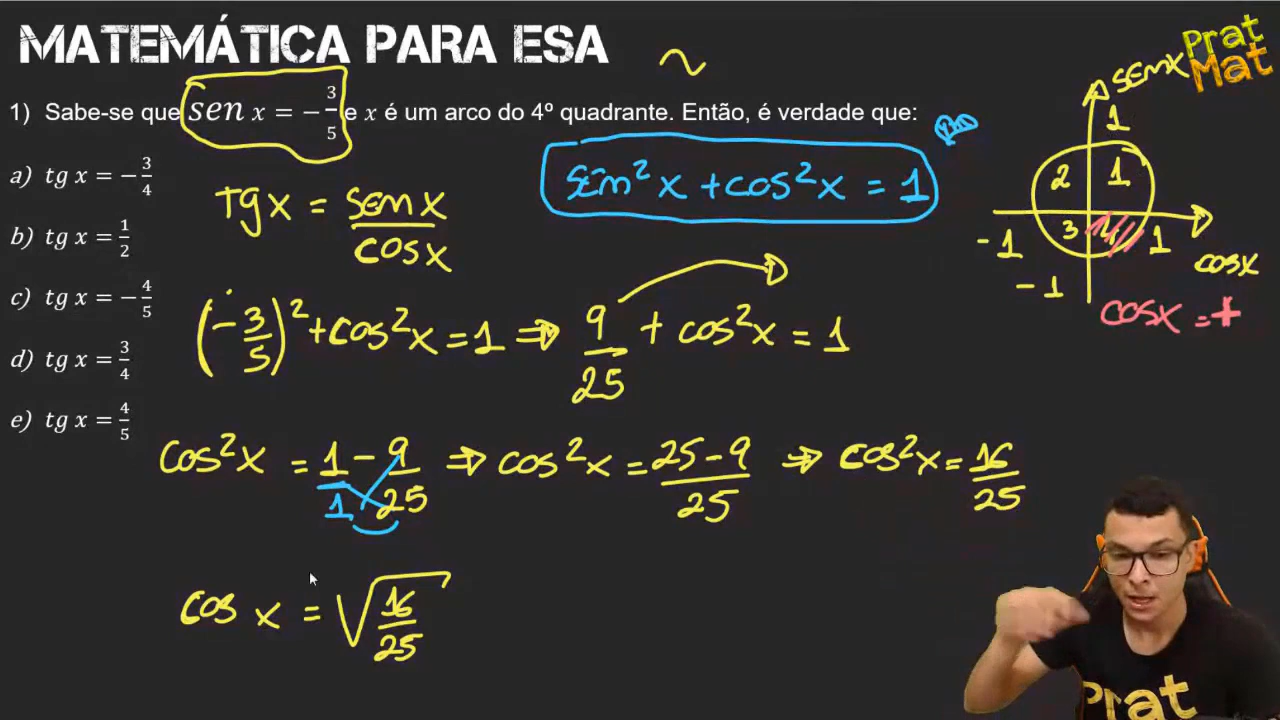 MATEMÁTICA PARA ESA
Prat
Mat
1) Sabe-se que sen x = −3/5 e x é um arco do 4º quadrante. Então, é verdade que:
a) tg x = −3/4
b) tg x = 1/2
c) tg x = −4/5
d) tg x = 3/4
e) tg x = 4/5
tg x = sen x / cos x
sen²x + cos²x = 1
sen x
1
2 1
3 4
-1 1
-1
cos x
cos x = +
(-3/5)² + cos²x = 1 ⇒ 9/25 + cos²x = 1
cos²x = 1/1 - 9/25 ⇒ cos²x = 25-9/25 ⇒ cos²x = 16/25
cos x = √16/25
Prat